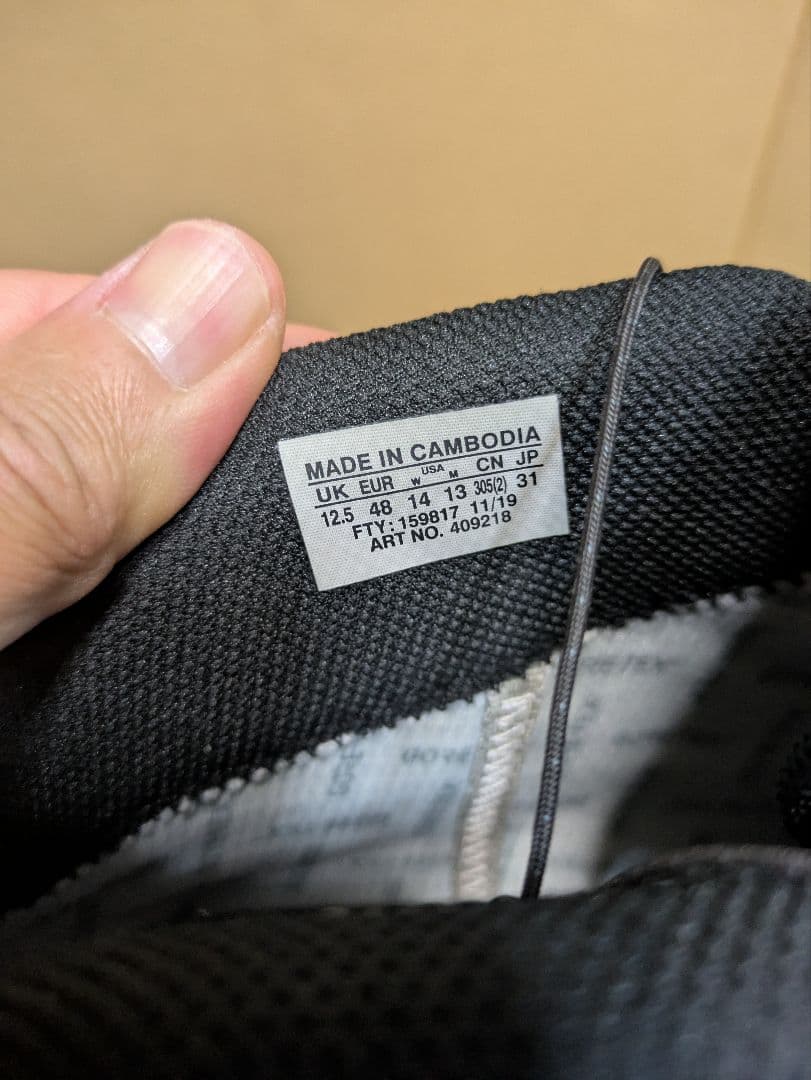 MADE IN CAMBODIA
UK EUR W USA M CN JP
12.5 48 14 13 305(2) 31
FTY: 159817 11/19
ART NO. 409218